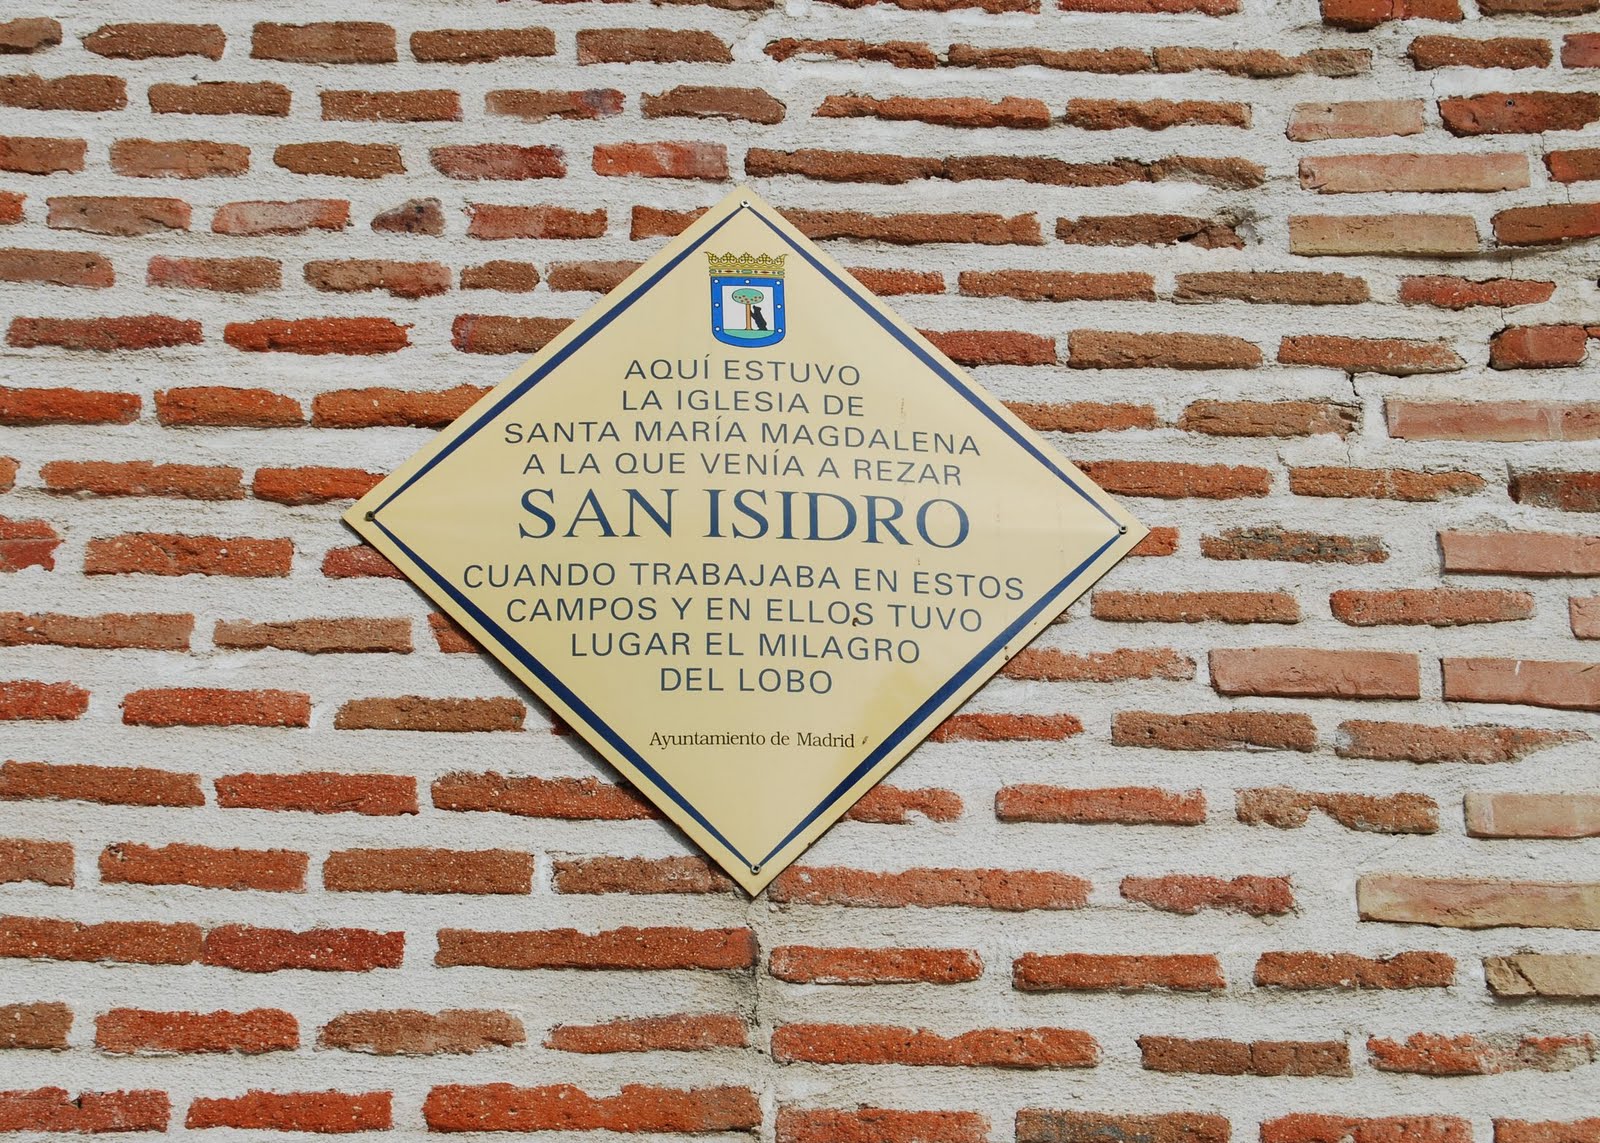 AQUÍ ESTUVO
LA IGLESIA DE
SANTA MARÍA MAGDALENA
A LA QUE VENÍA A REZAR
SAN ISIDRO
CUANDO TRABAJABA EN ESTOS
CAMPOS Y EN ELLOS TUVO
LUGAR EL MILAGRO
DEL LOBO
Ayuntamiento de Madrid